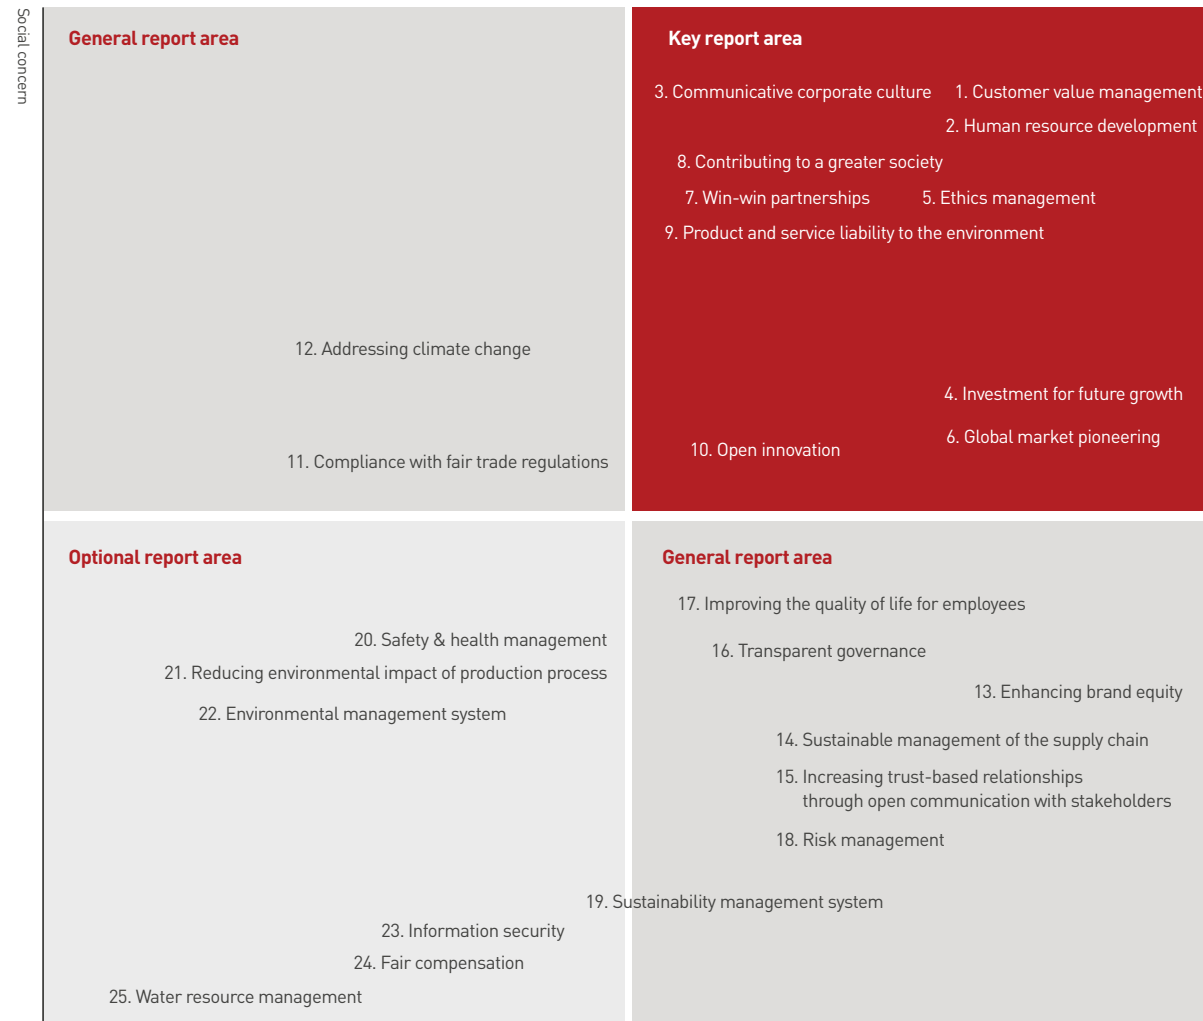 Social concern
General report area
12. Addressing climate change
11. Compliance with fair trade regulations
Key report area
3. Communicative corporate culture
1. Customer value management
2. Human resource development
8. Contributing to a greater society
7. Win-win partnerships
5. Ethics management
9. Product and service liability to the environment
4. Investment for future growth
6. Global market pioneering
10. Open innovation
Optional report area
20. Safety & health management
21. Reducing environmental impact of production process
22. Environmental management system
23. Information security
24. Fair compensation
25. Water resource management
General report area
17. Improving the quality of life for employees
16. Transparent governance
13. Enhancing brand equity
14. Sustainable management of the supply chain
15. Increasing trust-based relationships
through open communication with stakeholders
18. Risk management
19. Sustainability management system